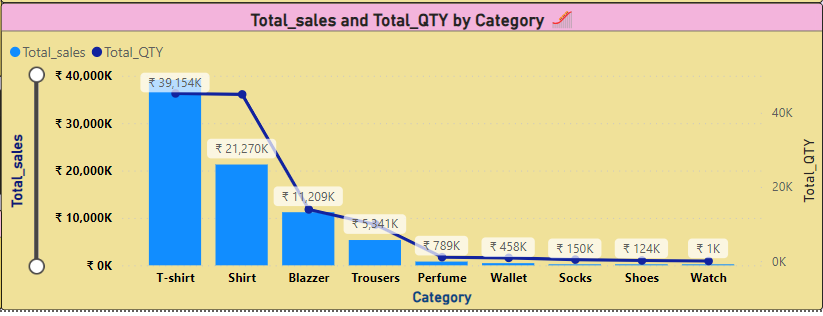 Total_sales and Total_QTY by Category
Total_sales Total_QTY
Total_sales
₹ 40,000K
₹ 30,000K
₹ 20,000K
₹ 10,000K
₹ 0K
₹ 39,154K
₹ 21,270K
₹ 11,209K
₹ 5,341K
₹ 789K
₹ 458K
₹ 150K
₹ 124K
₹ 1K
40K
20K
0K
Total_QTY
T-shirt Shirt Blazzer Trousers Perfume Wallet Socks Shoes Watch
Category